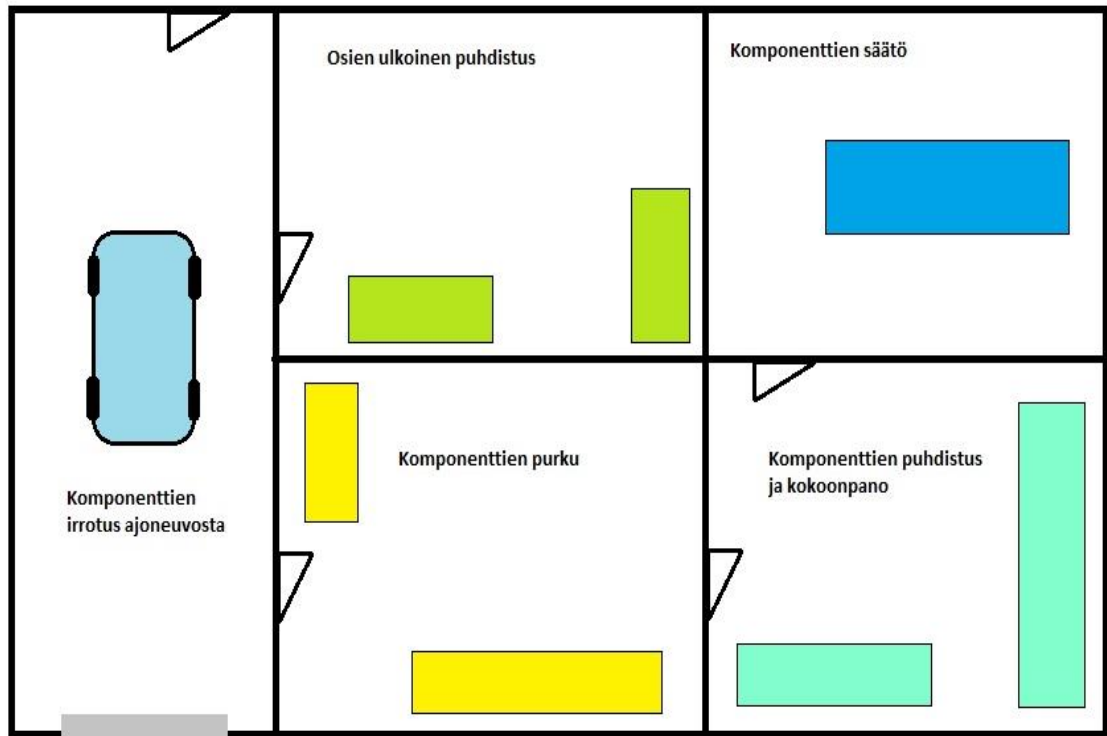 Osien ulkoinen puhdistus
Komponenttien säätö
Komponenttien
irrotus ajoneuvosta
Komponenttien purku
Komponenttien puhdistus
ja kokoonpano